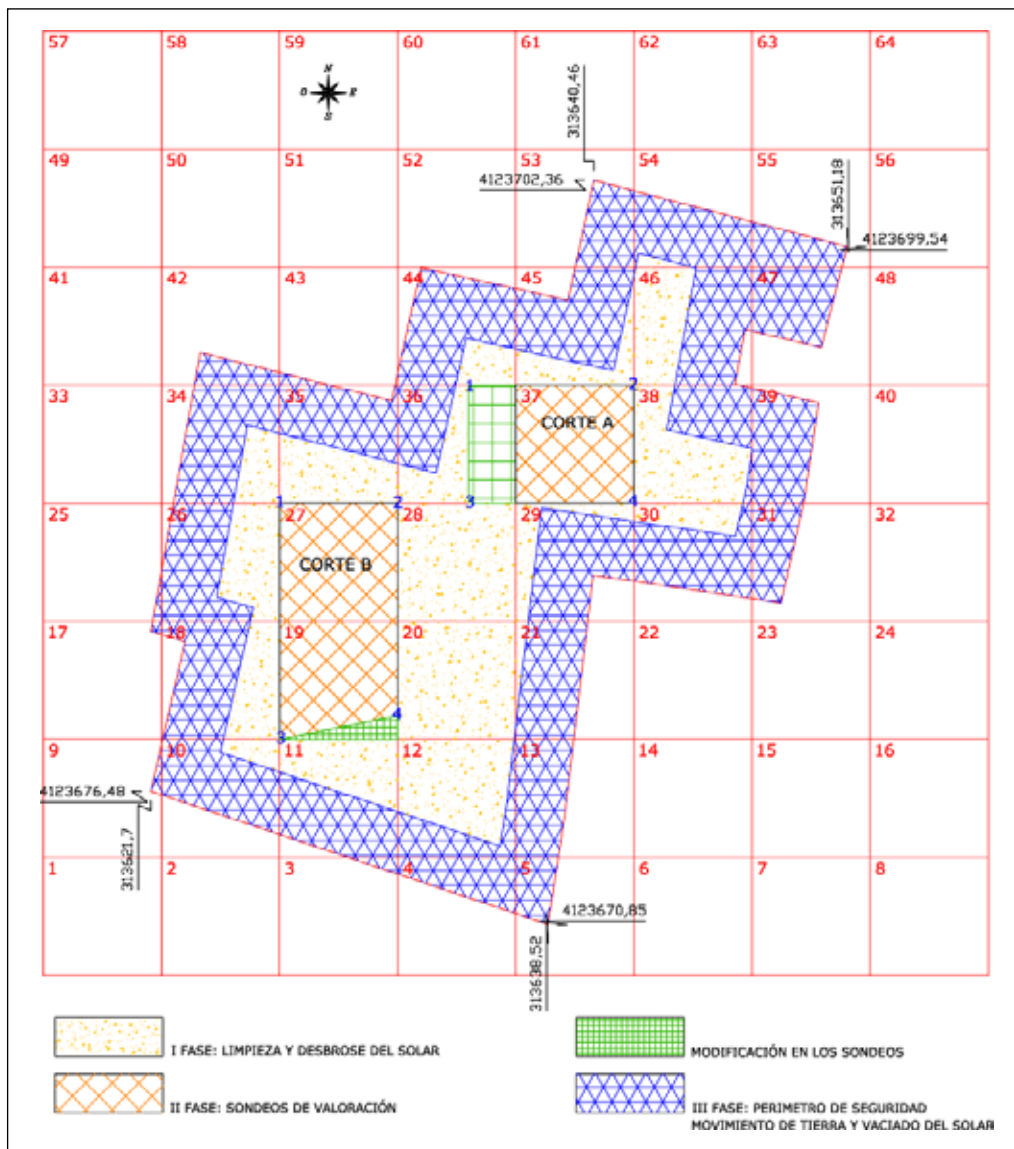 57 58 59 60 61 62 63 64
N
O E
S
313640,46
49 50 51 52 53 54 55 56
4123702,36
313651,18
4123699,54
41 42 43 44 45 46 47 48
33 34 35 36 37 38 39 40
1 2
CORTE A
3 4
25 26 27 28 29 30 31 32
1 2
CORTE B
17 18 19 20 21 22 23 24
4
3
9 10 11 12 13 14 15 16
4123676,48
313621,7
1 2 3 4 5 6 7 8
4123670,85
313638,52
I FASE: LIMPIEZA Y DESBROSE DEL SOLAR
MODIFICACIÓN EN LOS SONDEOS
II FASE: SONDEOS DE VALORACIÓN
III FASE: PERIMETRO DE SEGURIDAD
MOVIMIENTO DE TIERRA Y VACIADO DEL SOLAR